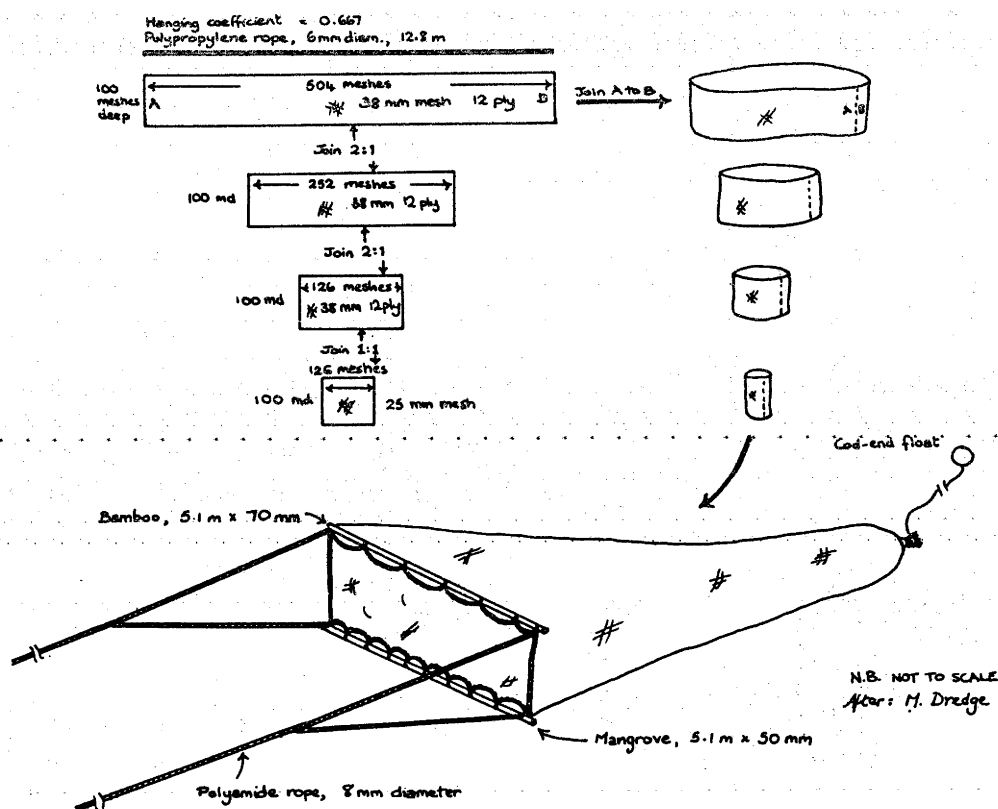 Hanging coefficient = 0.667
Polypropylene rope, 6mm diam., 12.8 m
504 meshes
100 meshes deep
A
38 mm mesh 12 ply
B
Join A to B
A B
Join 2:1
252 meshes
100 md
38 mm 12 ply
Join 2:1
126 meshes
100 md
38 mm 12 ply
Join 1:1
126 meshes
100 md
25 mm mesh
Cod-end float
Bamboo, 5.1 m x 70 mm
N.B. NOT TO SCALE
After: M. Dredge
Mangrove, 5.1 m x 50 mm
Polyamide rope, 8 mm diameter